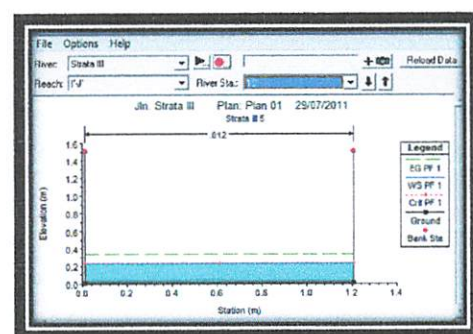 File Options Help
River: Strata III Reload Data
Reach: River Sta.:
Jln. Strata III Plan: Plan 01 29/07/2011
Strata III 5
.012
Legend
EG PF 1
WS PF 1
Crit PF 1
Ground
Bank Sta
Elevation (m)
1.6
1.4
1.2
1.0
0.8
0.6
0.4
0.2
0.0
0.0 0.2 0.4 0.6 0.8 1.0 1.2 1.4
Station (m)